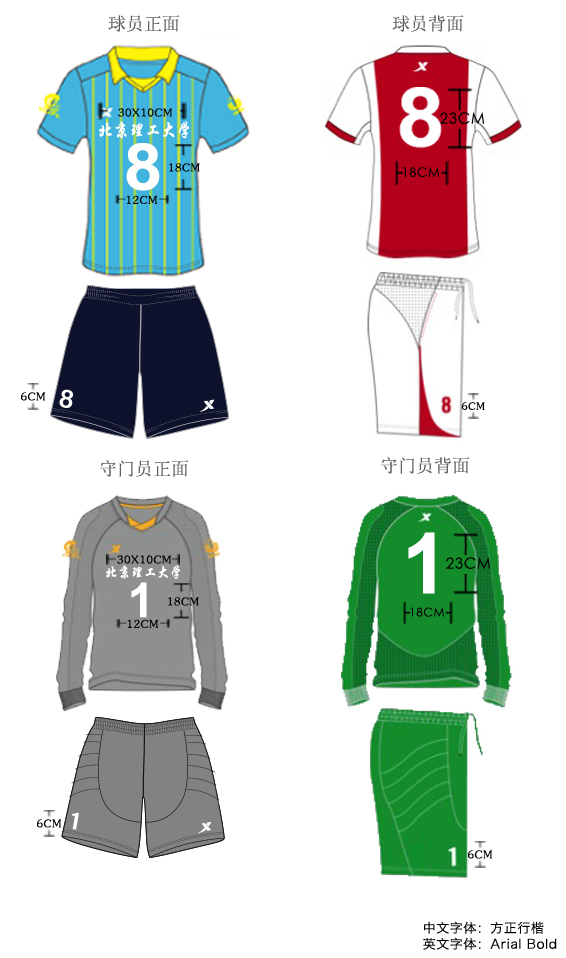 球员正面
球员背面
30X10CM
北京理工大学
8
18CM
12CM
8
23CM
18CM
6CM
8
8
6CM
守门员正面
守门员背面
30X10CM
北京理工大学
1
18CM
12CM
1
23CM
18CM
6CM
1
1
6CM
中文字体：方正行楷
英文字体：Arial Bold